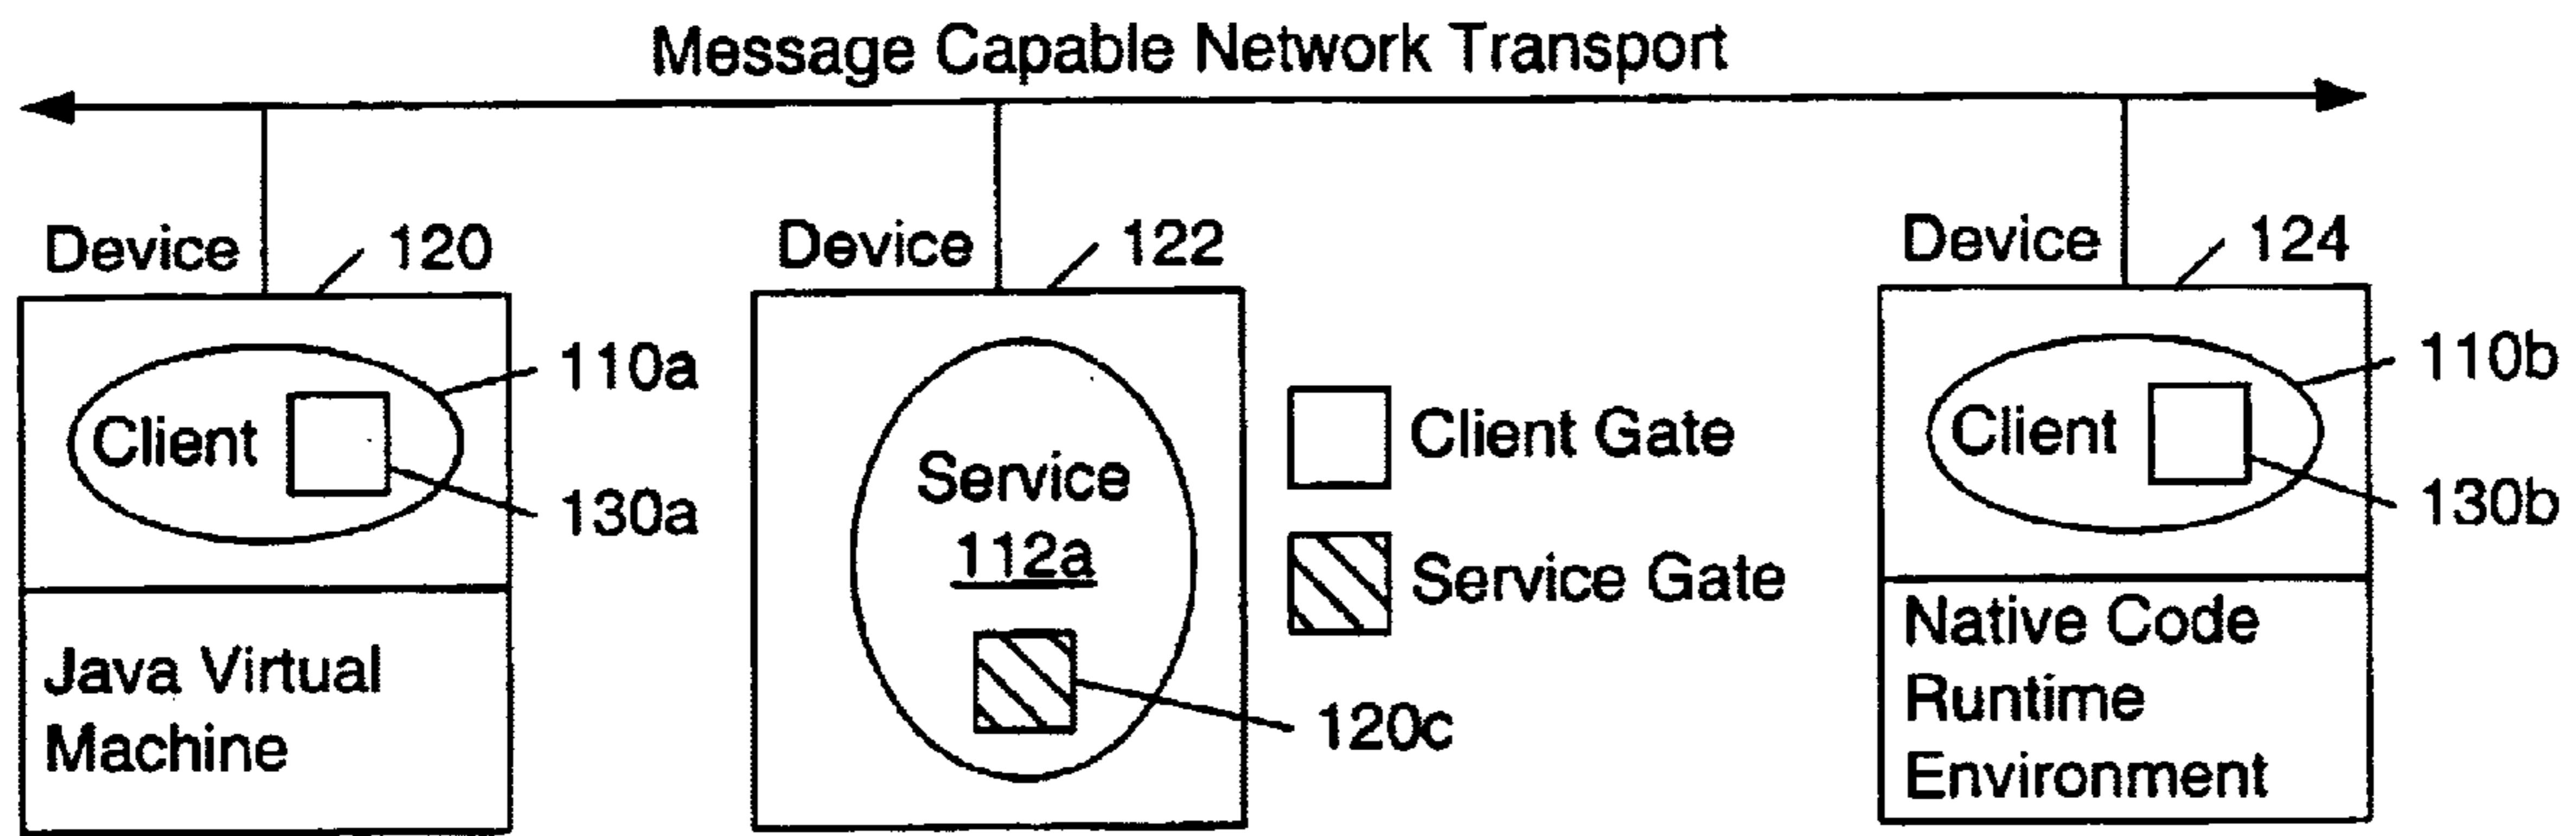 Message Capable Network Transport
Device 120
Device 122
Device 124
110a
Client
130a
Java Virtual
Machine
Service
112a
120c
Client Gate
Service Gate
110b
Client
130b
Native Code
Runtime
Environment